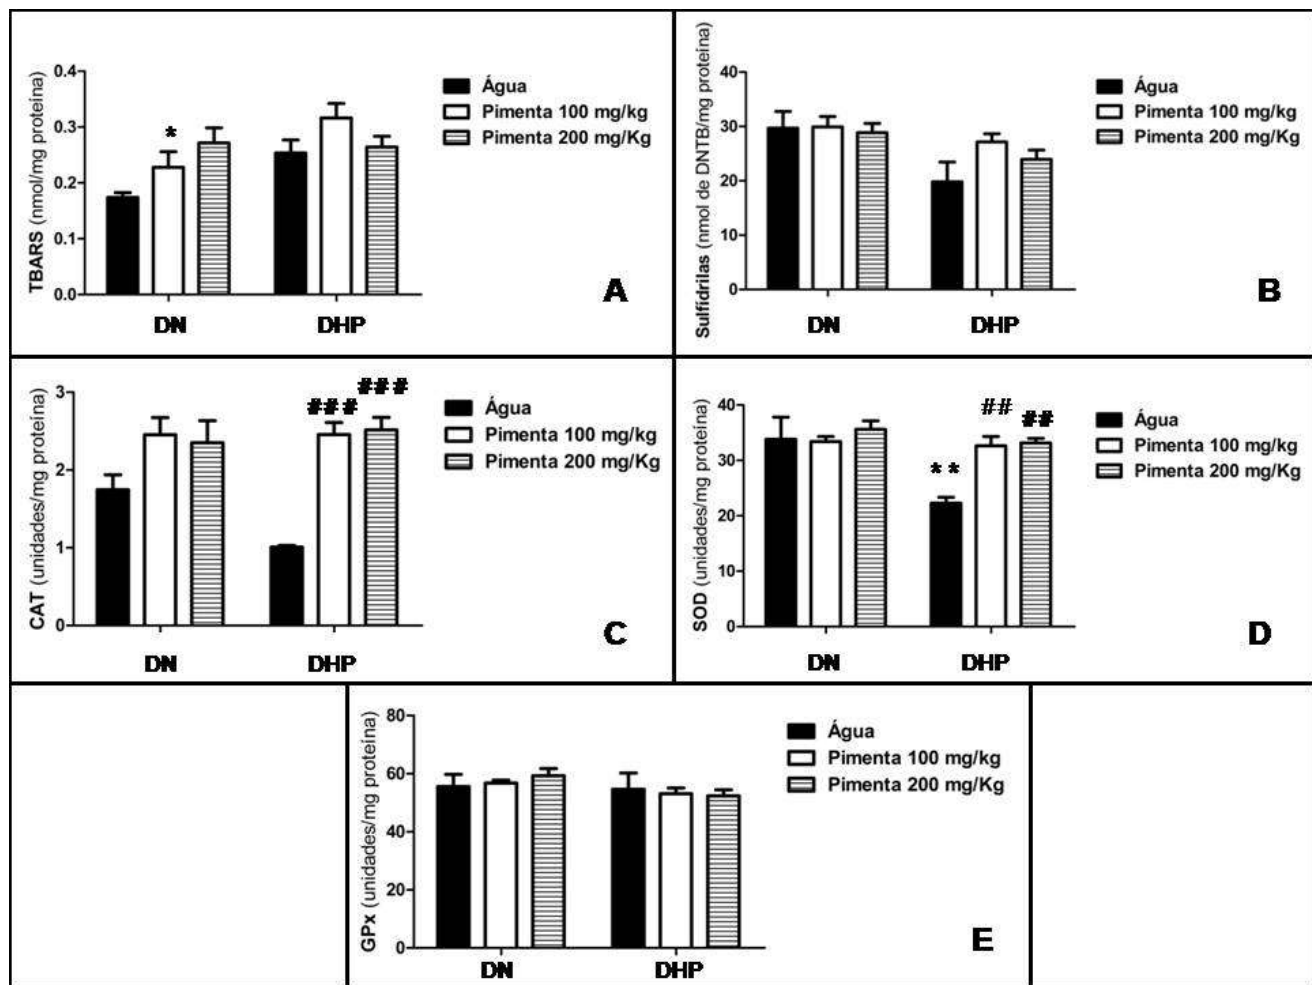 TBARS (nmol/mg proteína)
0.4
0.3
0.2
0.1
0.0
*
DN
DHP
Água
Pimenta 100 mg/kg
Pimenta 200 mg/Kg
A
Sulfidrilas (nmol de DNTB/mg proteína)
40
30
20
10
0
DN
DHP
Água
Pimenta 100 mg/kg
Pimenta 200 mg/Kg
B
CAT (unidades/mg proteína)
3
2
1
0
###
###
DN
DHP
Água
Pimenta 100 mg/kg
Pimenta 200 mg/Kg
C
SOD (unidades/mg proteína)
40
30
20
10
0
**
##
##
DN
DHP
Água
Pimenta 100 mg/kg
Pimenta 200 mg/Kg
D
GPx (unidades/mg proteína)
80
60
40
20
0
DN
DHP
Água
Pimenta 100 mg/kg
Pimenta 200 mg/Kg
E